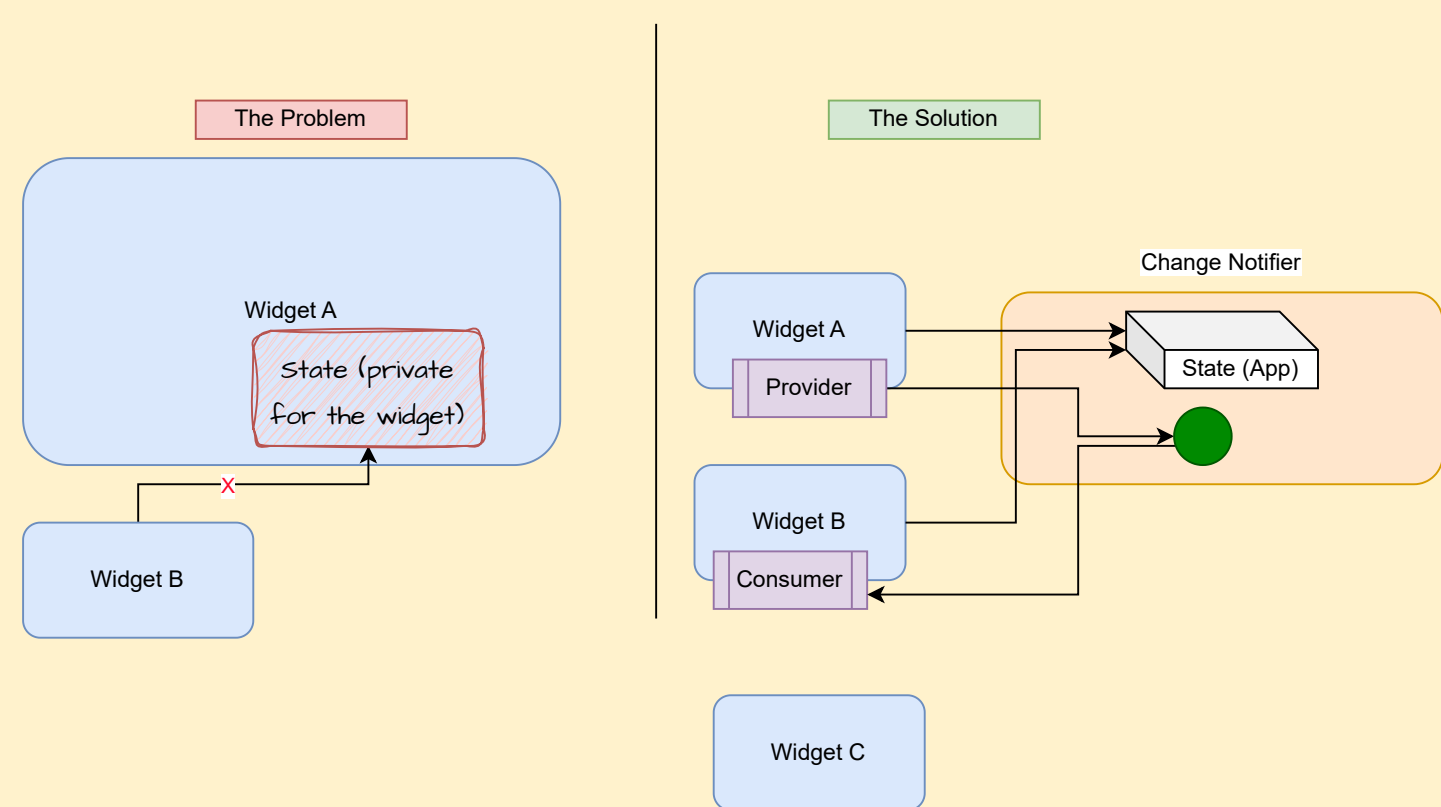 The Problem
Widget A
State (private
for the widget)
X
Widget B
The Solution
Change Notifier
Widget A
Provider
State (App)
Widget B
Consumer
Widget C